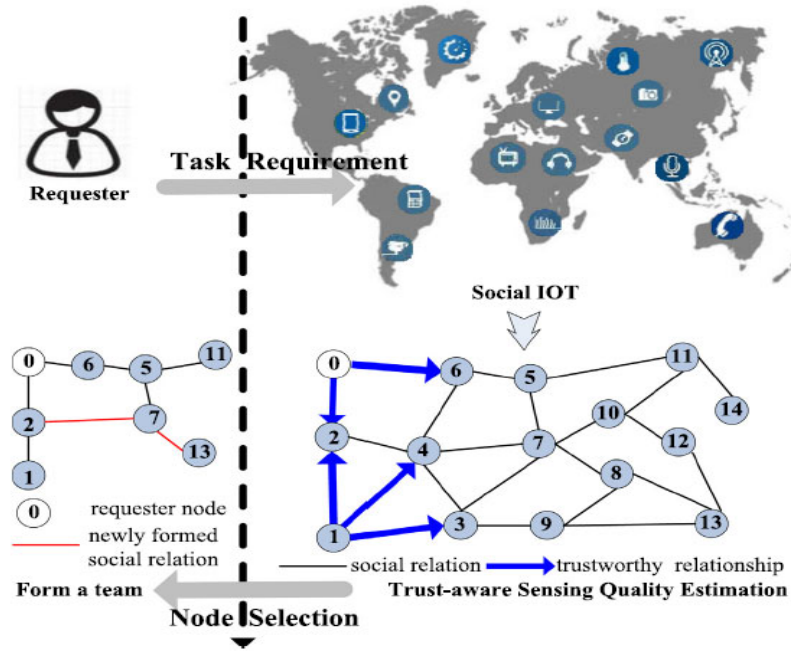 Task Requirement
Requester
Social IOT
0
6
5
11
2
7
13
1
0 requester node
newly formed
social relation
Form a team
0
6
5
11
14
2
4
7
10
12
8
1
3
9
13
social relation
trustworthy relationship
Trust-aware Sensing Quality Estimation
Node Selection